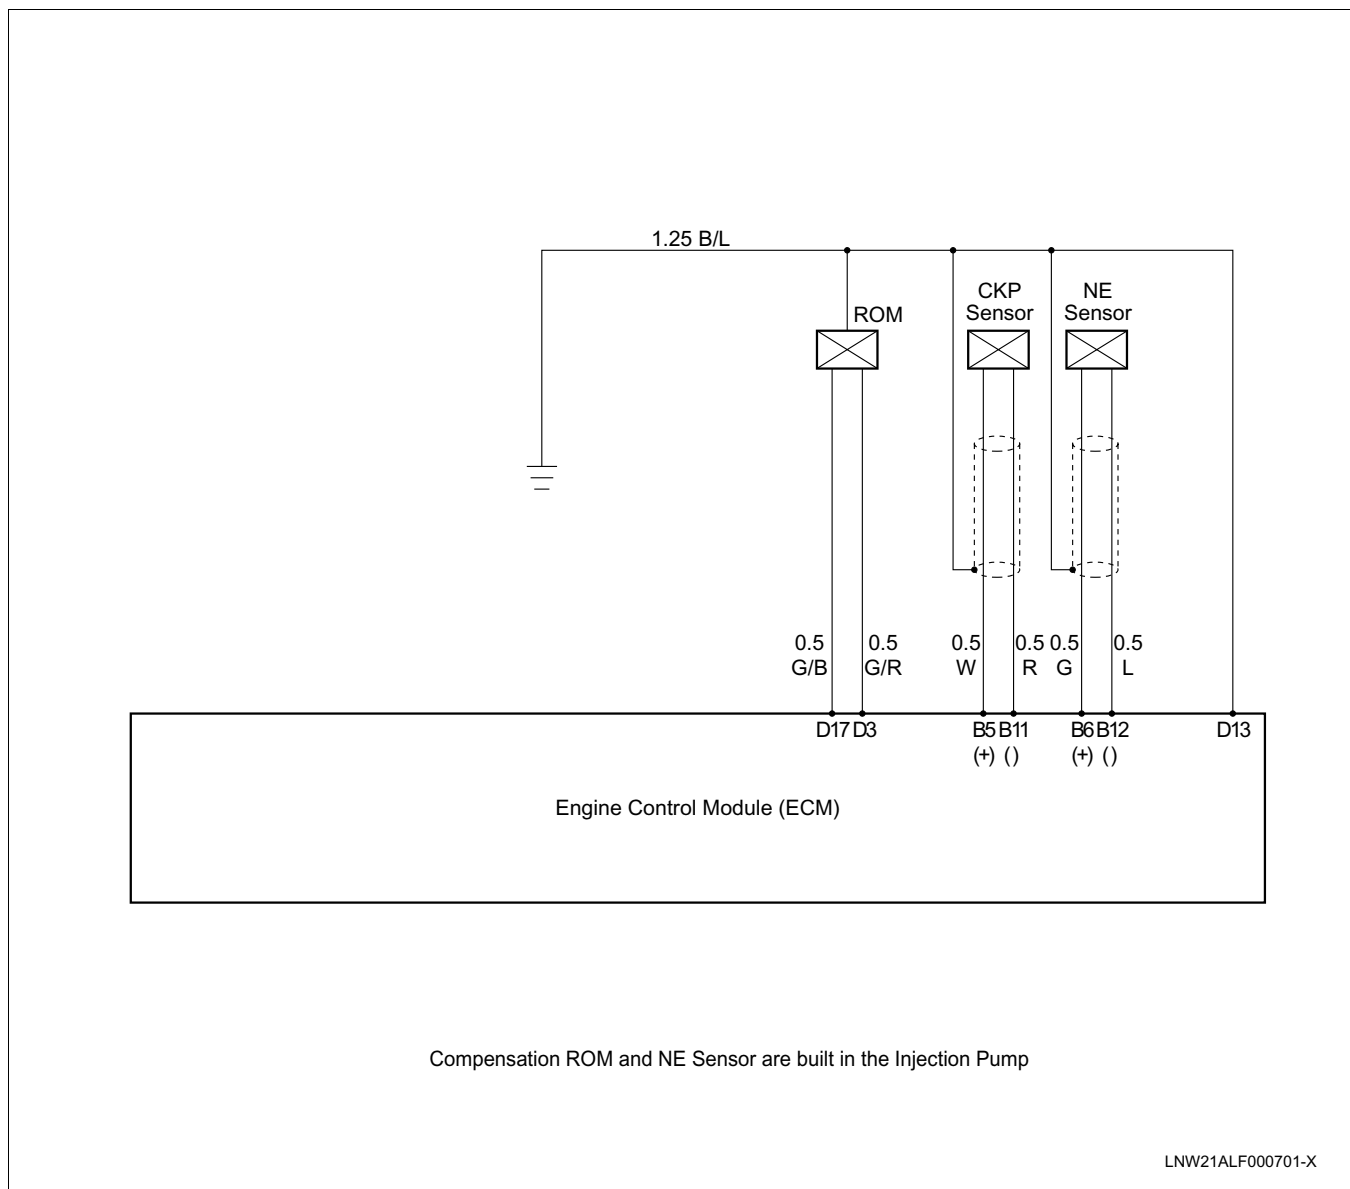 1.25 B/L
CKP
Sensor
NE
Sensor
ROM
0.5
G/B
0.5
G/R
0.5
W
0.5
R
0.5
G
0.5
L
D17 D3
B5 B11
(+) ( )
B6 B12
(+) ( )
D13
Engine Control Module (ECM)
Compensation ROM and NE Sensor are built in the Injection Pump
LNW21ALF000701-X